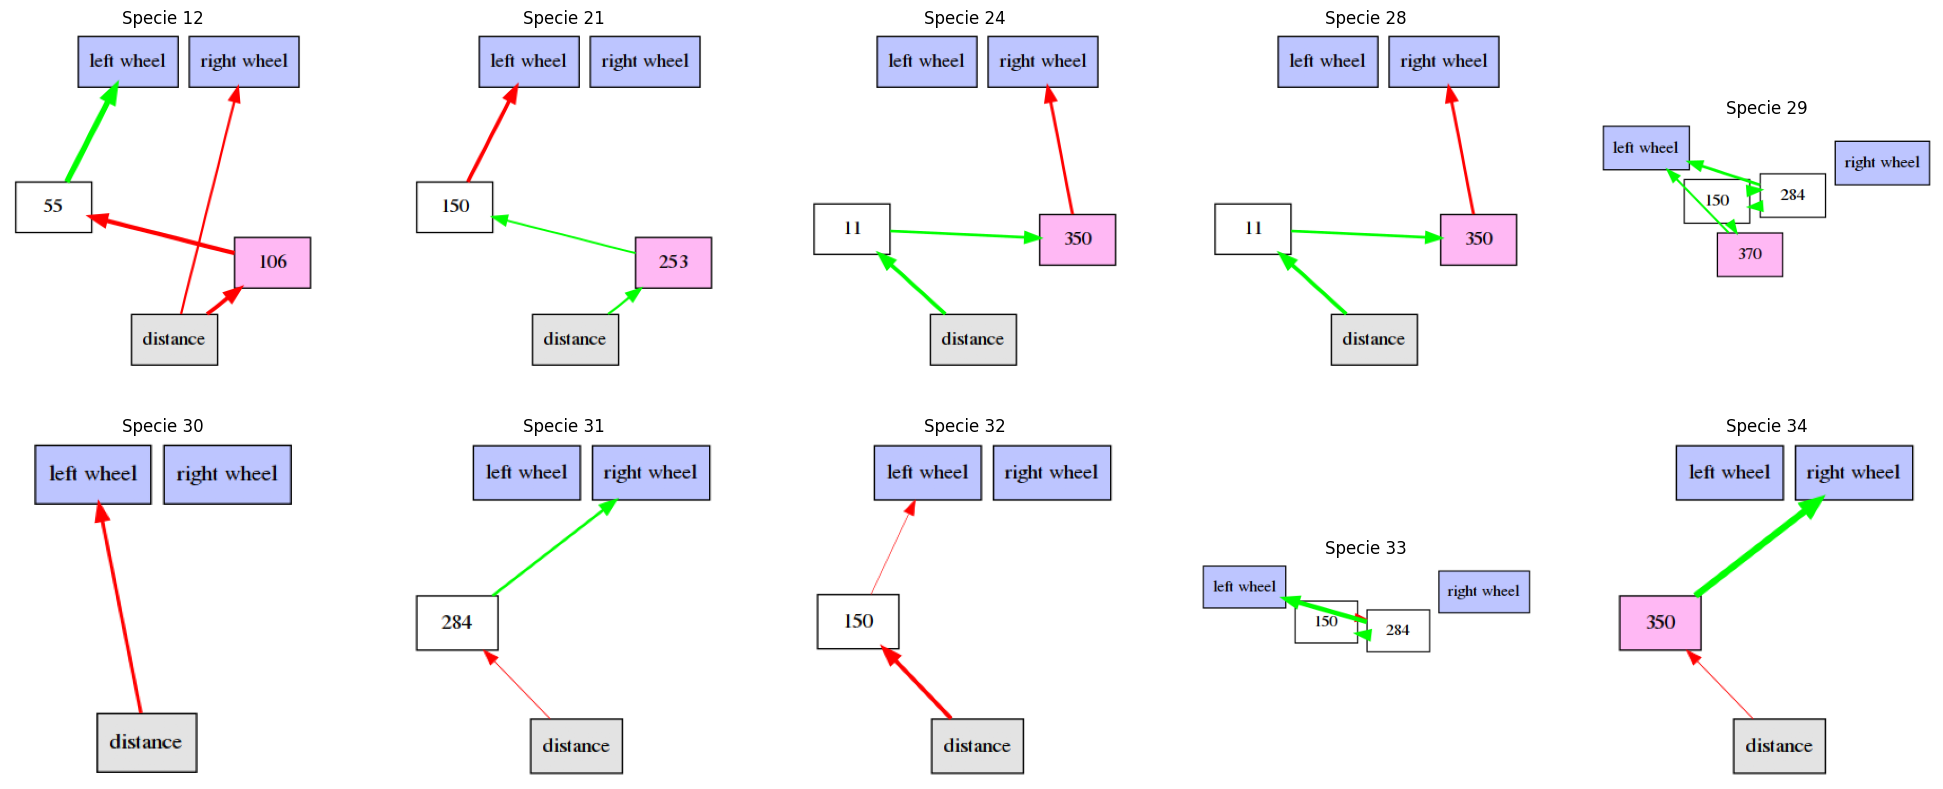 Specie 12
left wheel
right wheel
55
106
distance
Specie 21
left wheel
right wheel
150
253
distance
Specie 24
left wheel
right wheel
11
350
distance
Specie 28
left wheel
right wheel
11
350
distance
Specie 29
left wheel
right wheel
150
284
370
Specie 30
left wheel
right wheel
distance
Specie 31
left wheel
right wheel
284
distance
Specie 32
left wheel
right wheel
150
distance
Specie 33
left wheel
right wheel
150
284
Specie 34
left wheel
right wheel
350
distance